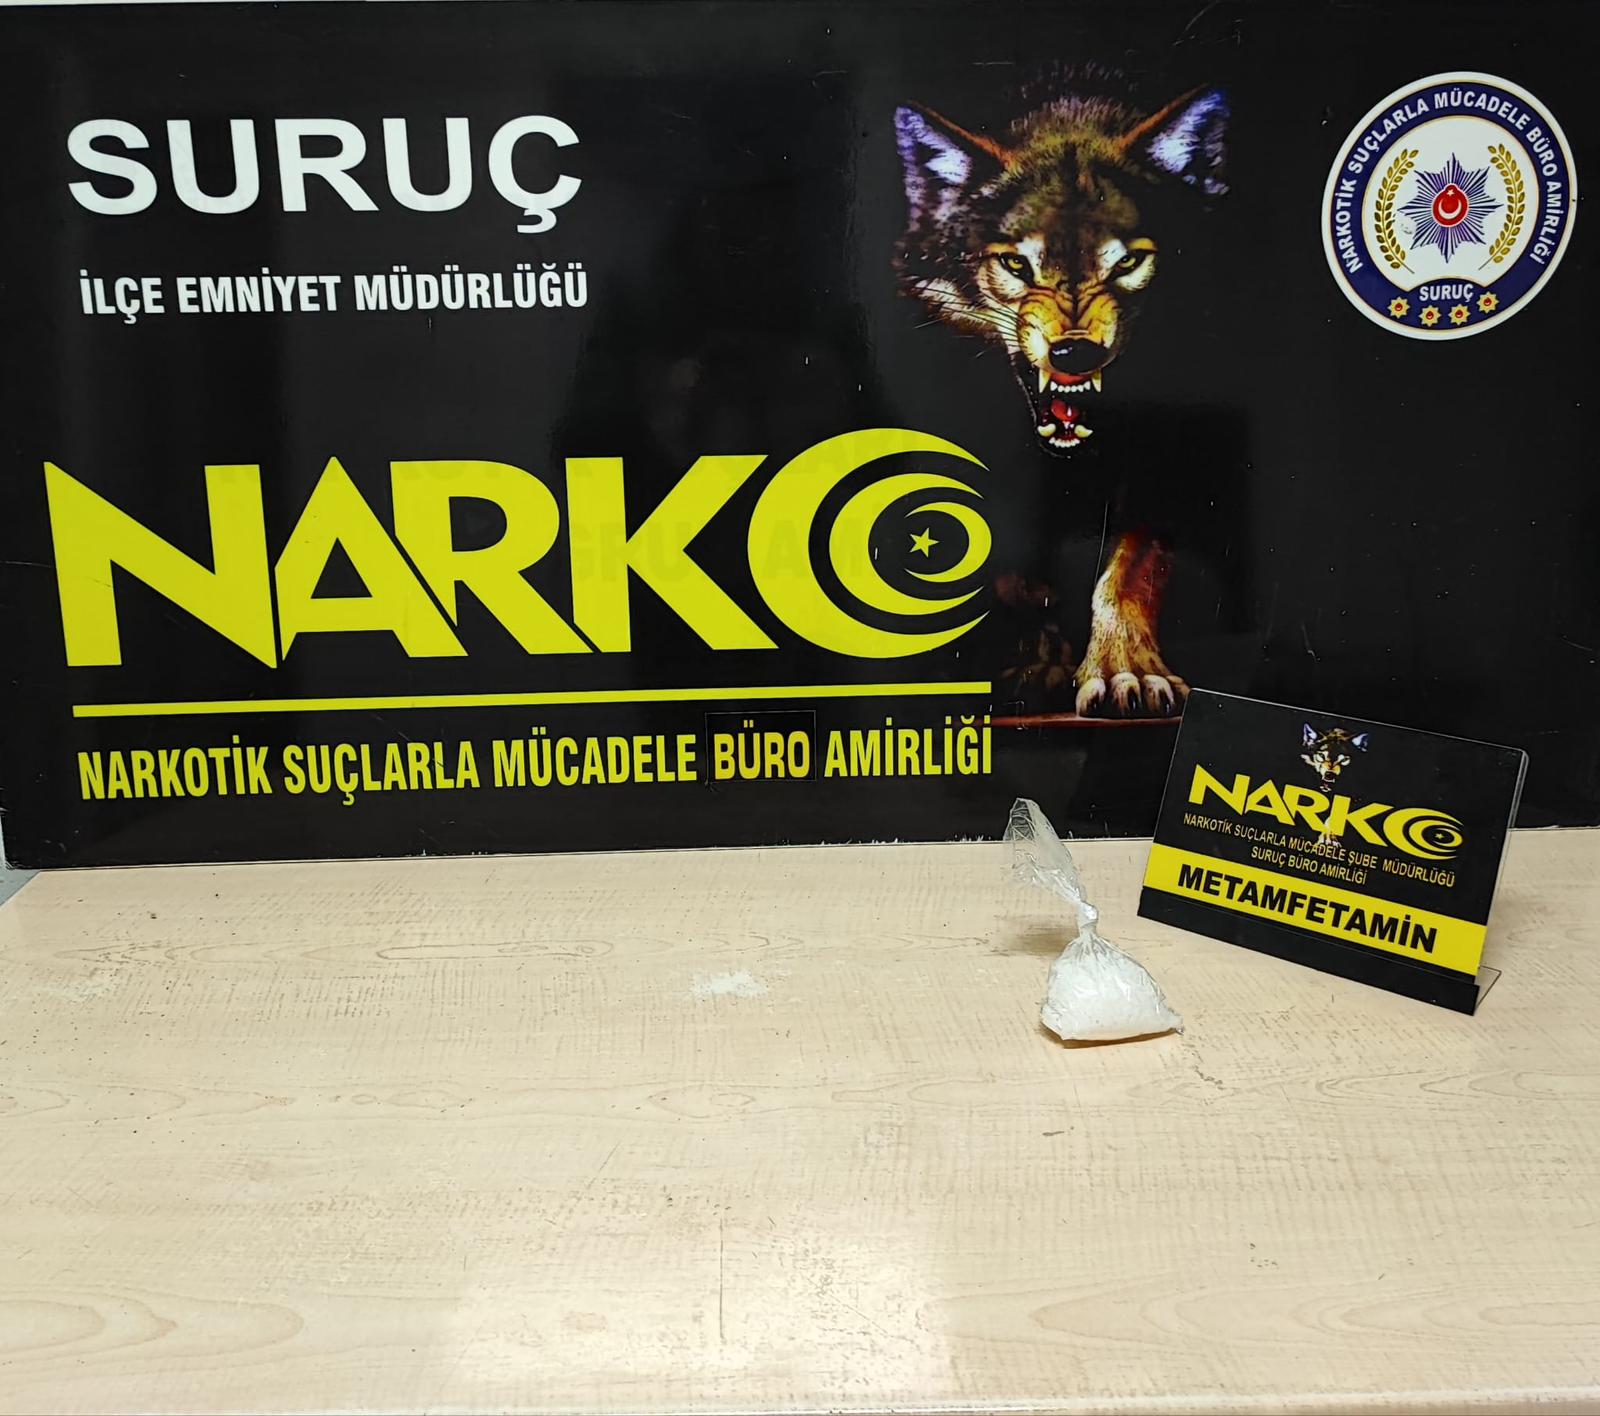 SURUÇ
İLÇE EMNİYET MÜDÜRLÜĞÜ
NARKO
NARKOTİK SUÇLARLA MÜCADELE BÜRO AMİRLİĞİ
NARKOTİK SUÇLARLA MÜCADELE BÜRO AMİRLİĞİ
SURUÇ
NARKO
NARKOTİK SUÇLARLA MÜCADELE ŞUBE MÜDÜRLÜĞÜ
SURUÇ BÜRO AMİRLİĞİ
METAMFETAMİN